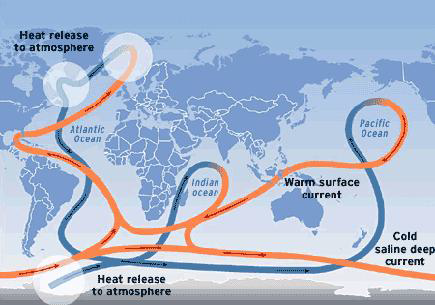 Heat release
to atmosphere
Atlantic
Ocean
Pacific
Ocean
Indian
Ocean
Warm surface
current
Cold
saline deep
current
Heat release
to atmosphere